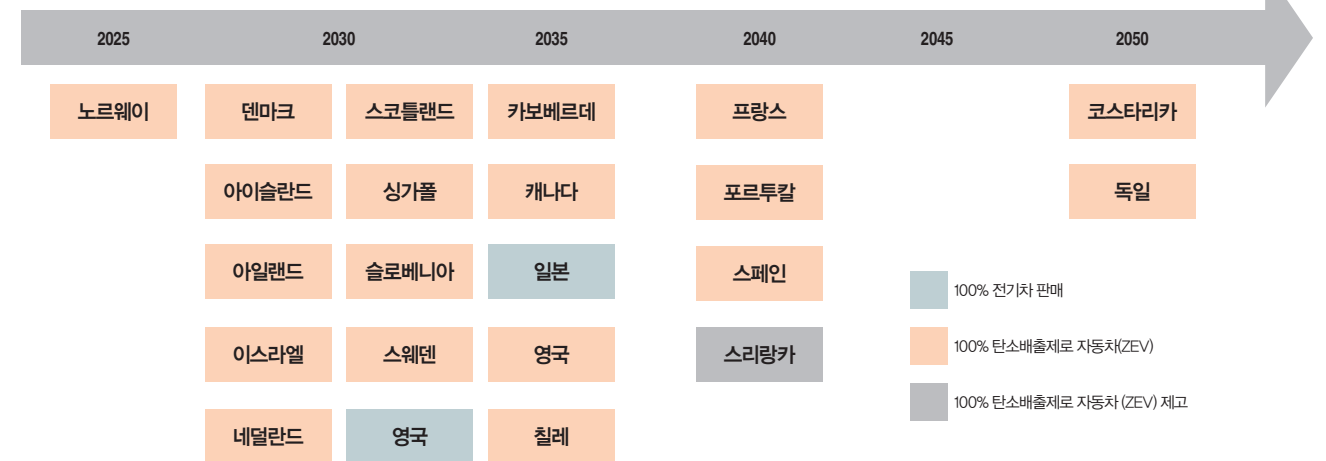 2025 2030 2035 2040 2045 2050
노르웨이 덴마크 스코틀랜드 카보베르데 프랑스 코스타리카
아이슬란드 싱가폴 캐나다 포르투칼 독일
아일랜드 슬로베니아 일본 스페인
100% 전기차 판매
이스라엘 스웨덴 영국 스리랑카
100% 탄소배출제로 자동차(ZEV)
100% 탄소배출제로 자동차 (ZEV) 제고
네덜란드 영국 칠레